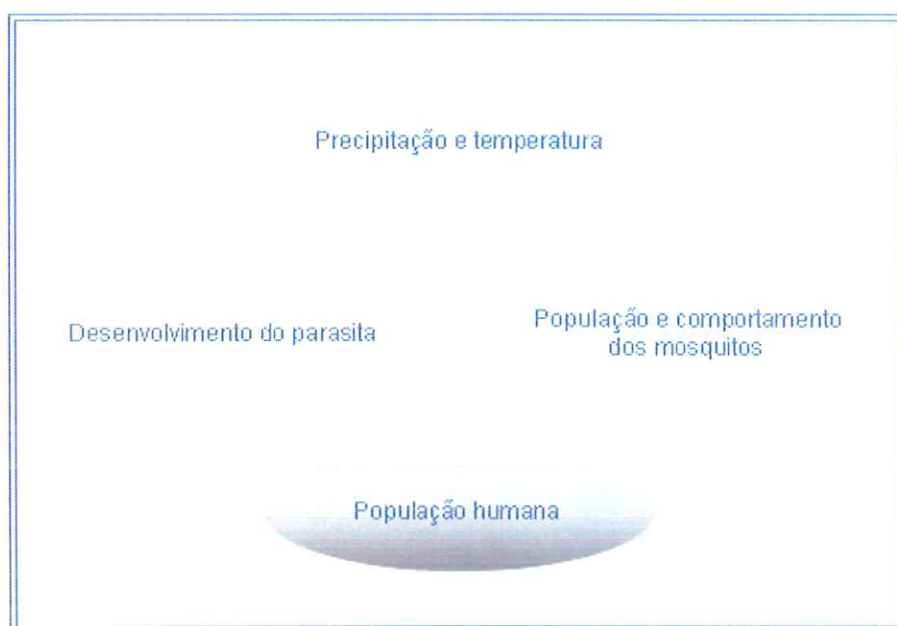 Precipitação e temperatura
Desenvolvimento do parasita
População e comportamento
dos mosquitos
População humana